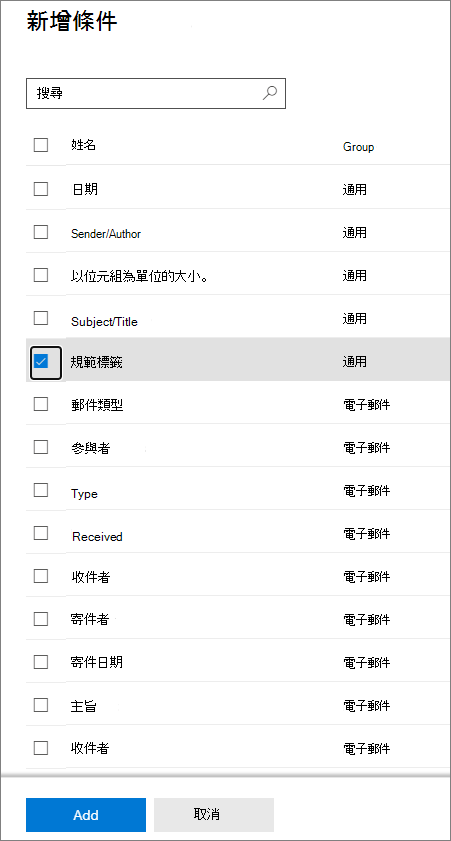 新增條件
搜尋
姓名 Group
日期 通用
Sender/Author 通用
以位元組為單位的大小。 通用
Subject/Title 通用
規範標籤 通用
郵件類型 電子郵件
參與者 電子郵件
Type 電子郵件
Received 電子郵件
收件者 電子郵件
寄件者 電子郵件
寄件日期 電子郵件
主旨 電子郵件
收件者 電子郵件
Add 取消